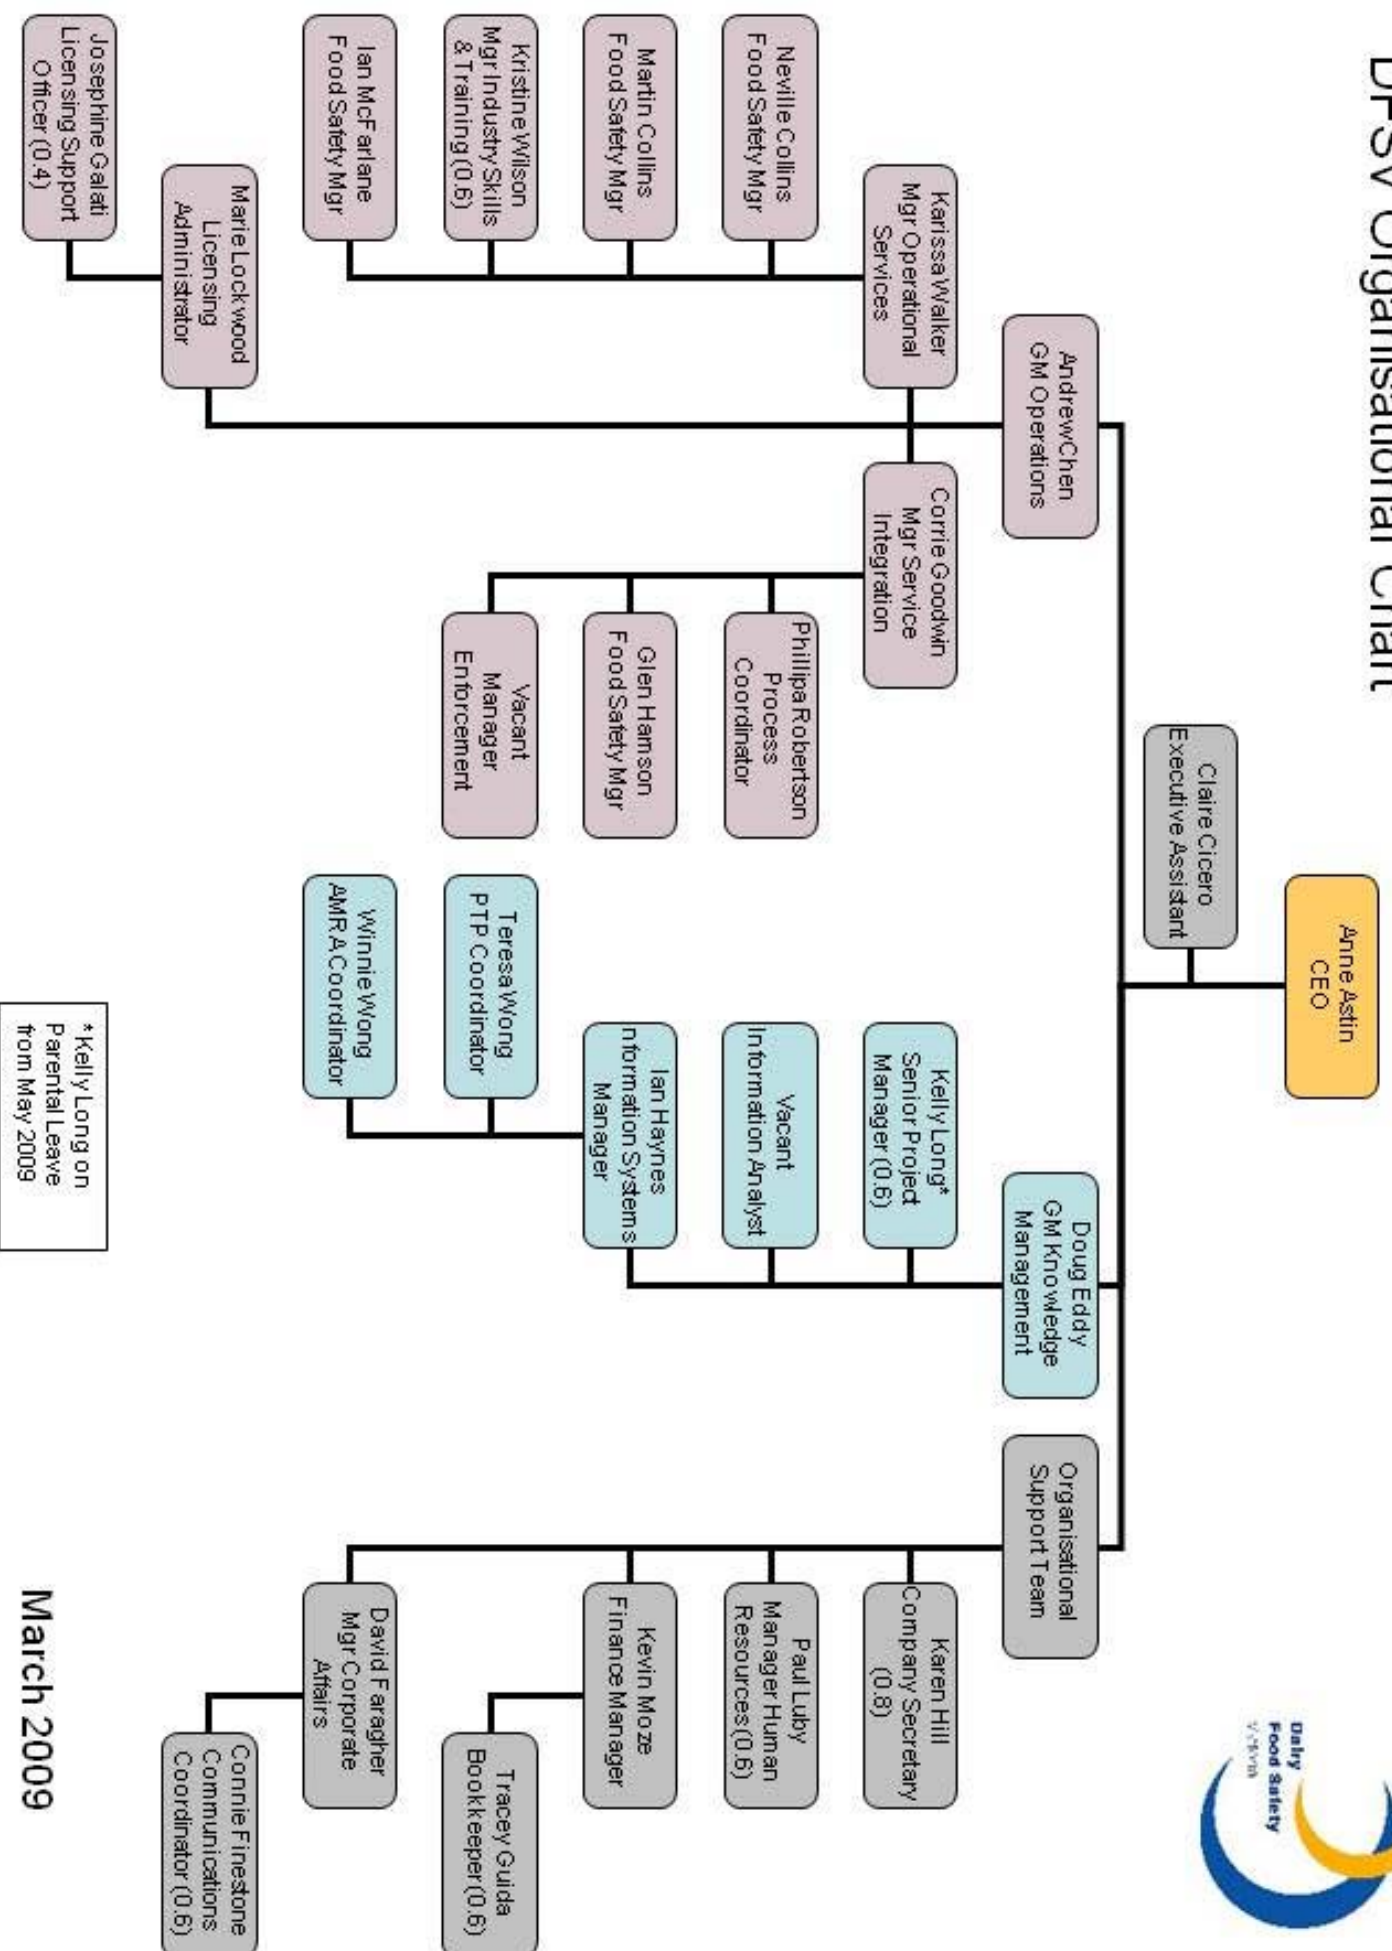 DFSV Organisational Chart
Dairy
Food Safety
Victoria
Anne Astin
CEO
Claire Cicero
Executive Assistant
Andrew Chen
GM Operations
Doug Eddy
GM Knowledge
Management
Organisational
Support Team
Karissa Walker
Mgr Operational
Services
Corrie Goodwin
Mgr Service
Integration
Kelly Long*
Senior Project
Manager (0.6)
Karen Hill
Company Secretary
(0.8)
Neville Collins
Food Safety Mgr
Phillipa Robertson
Process
Coordinator
Vacant
Information Analyst
Paul Luby
Manager Human
Resources (0.6)
Martin Collins
Food Safety Mgr
Glen Hamson
Food Safety Mgr
Ian Haynes
nformation Systems
Manager
Kevin Moze
Finance Manager
Kristine Wilson
Mgr Industry Skills
& Training (0.6)
Vacant
Manager
Enforcement
Teresa Wong
PTP Coordinator
Tracey Guida
Bookkeeper (0.6)
Ian McFarlane
Food Safety Mgr
Winnie Wong
AMRA Coordinator
David Faragher
Mgr Corporate
Affairs
Marie Lockwood
Licensing
Administrator
Connie Finestone
Communications
Coordinator (0.6)
Josephine Galati
Licensing Support
Officer (0.4)
*Kelly Long on
Parental Leave
from May 2009
March 2009